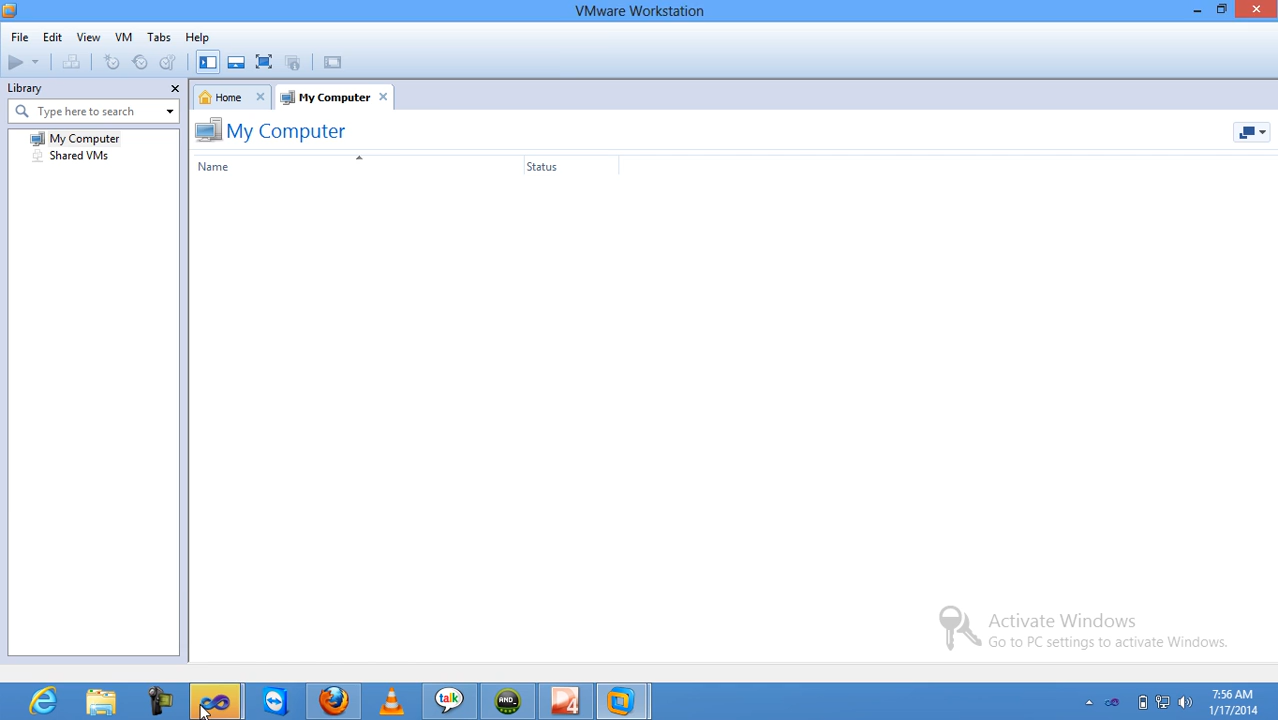 VMware Workstation
File Edit View VM Tabs Help
Library
Type here to search
My Computer
Shared VMs
Home
My Computer
My Computer
Name Status
Activate Windows
Go to PC settings to activate Windows.
talk
AND_
4
7:56 AM
1/17/2014